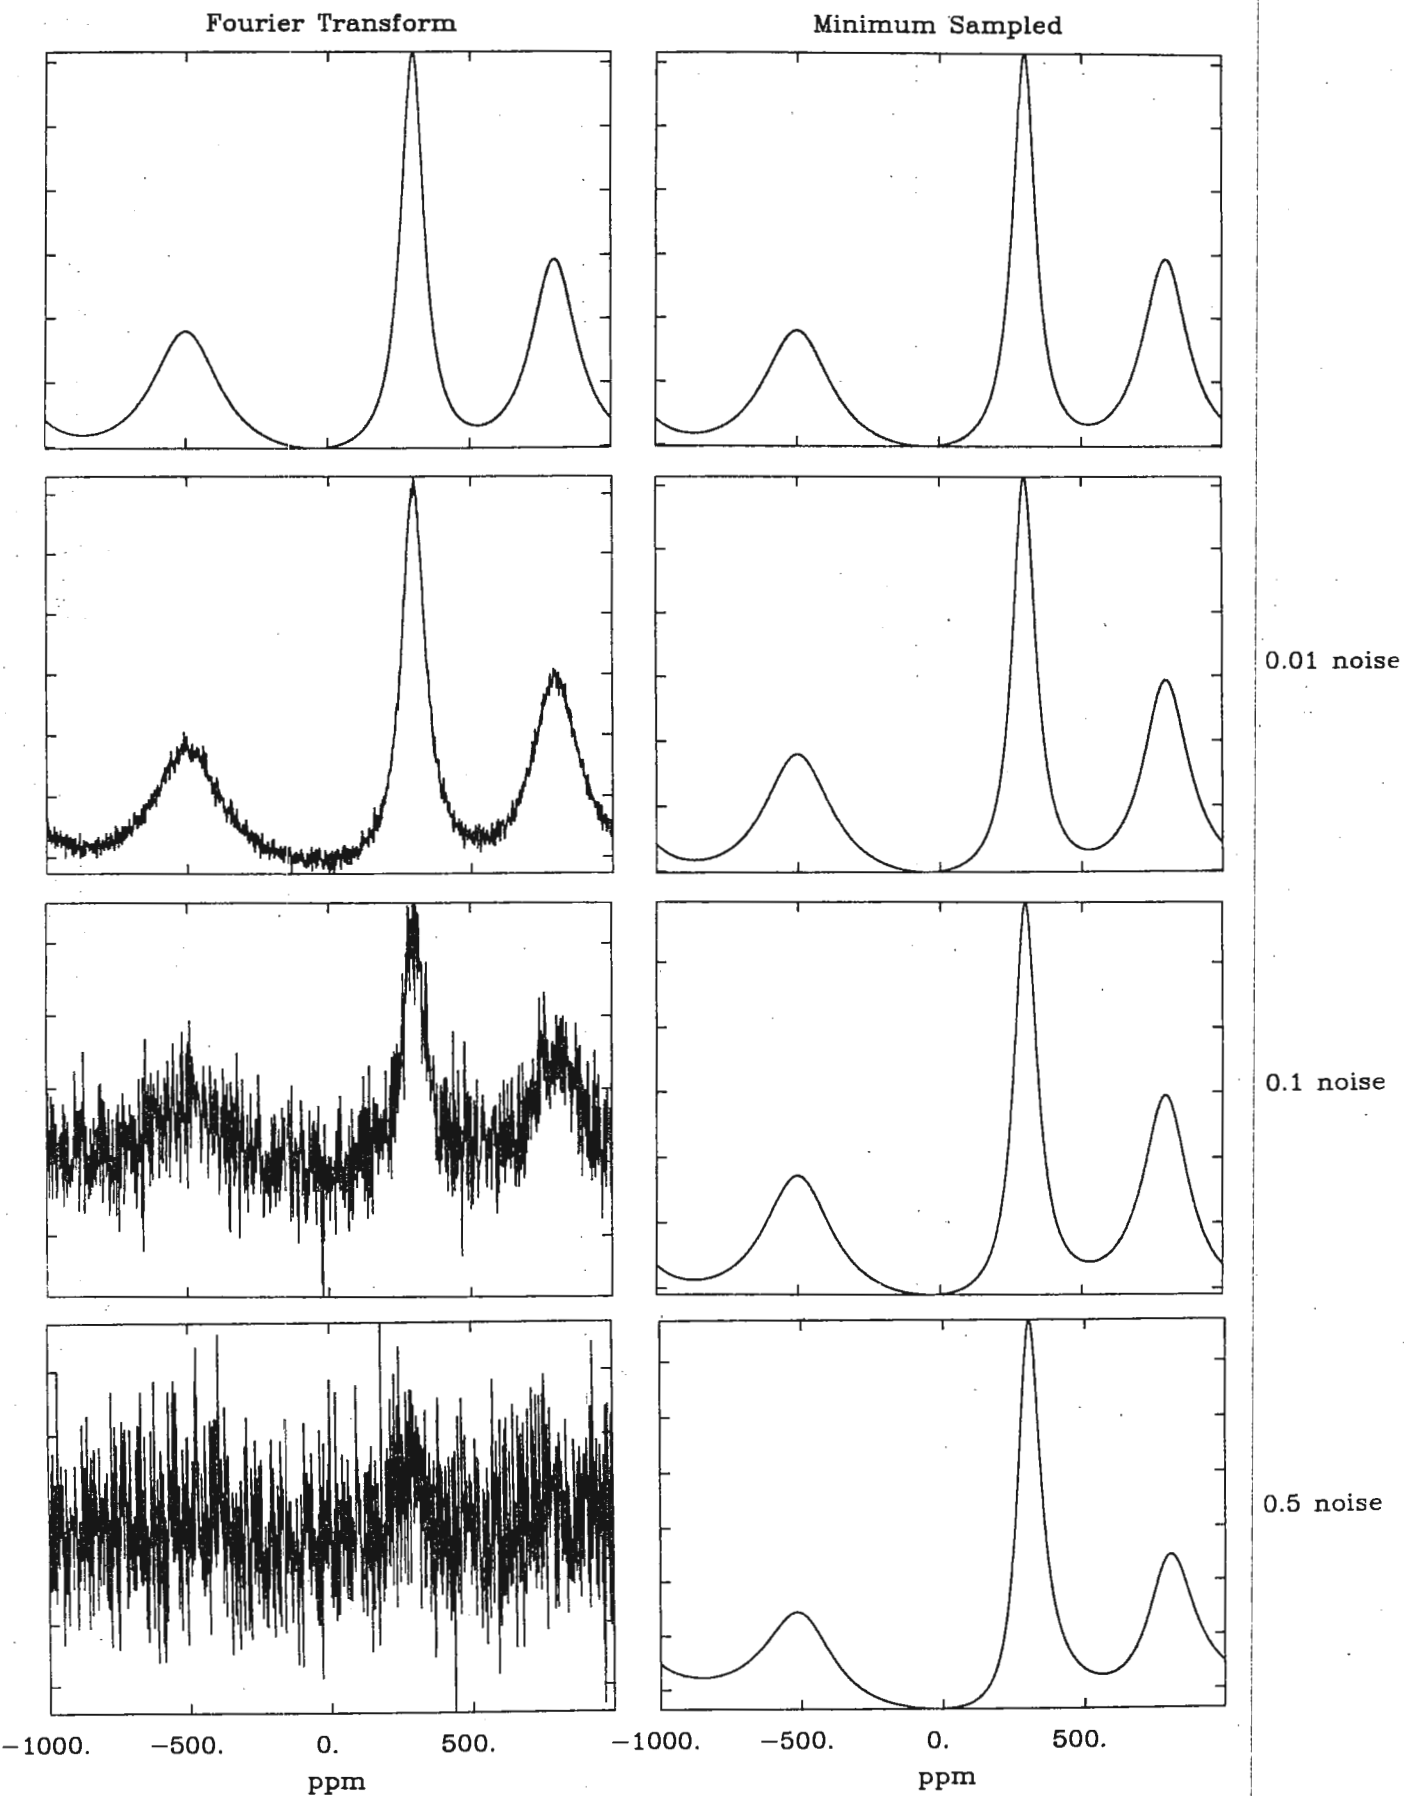 Fourier Transform
Minimum Sampled
0.01 noise
0.1 noise
0.5 noise
−1000. −500. 0. 500.
−1000. −500. 0. 500.
ppm
ppm